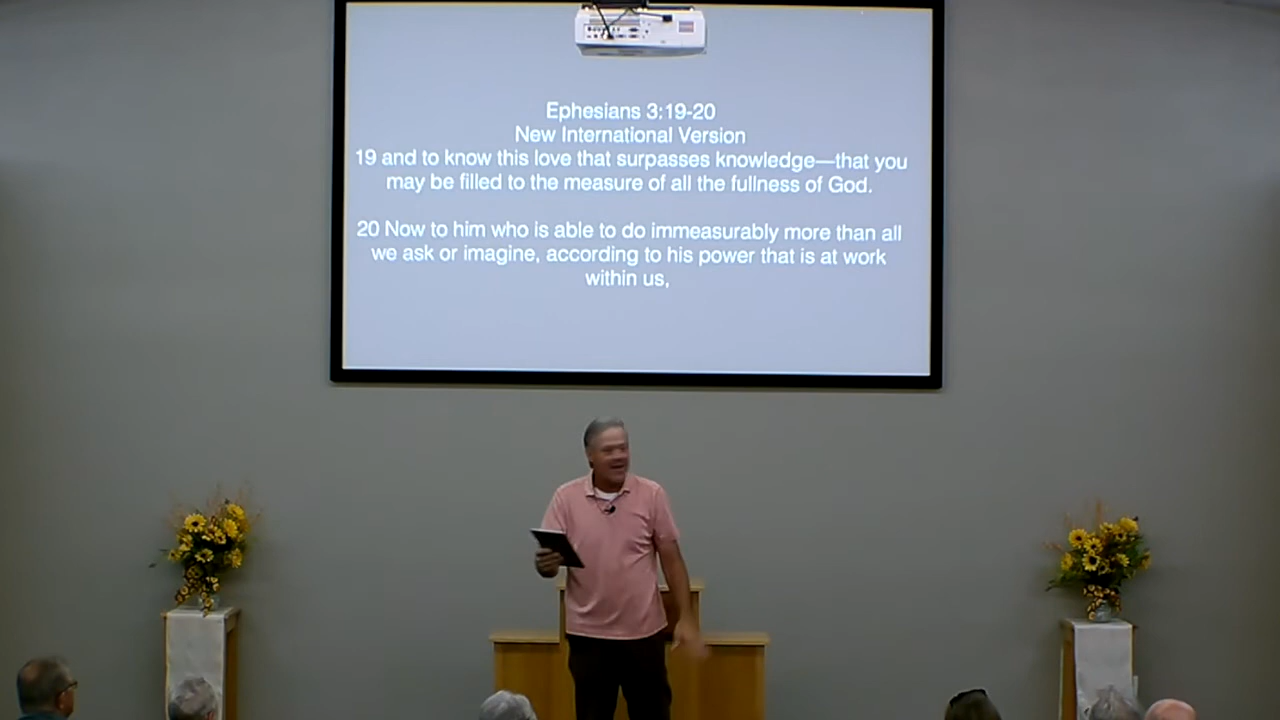 Ephesians 3:19-20
New International Version
19 and to know this love that surpasses knowledge—that you
may be filled to the measure of all the fullness of God.
20 Now to him who is able to do immeasurably more than all
we ask or imagine, according to his power that is at work
within us,